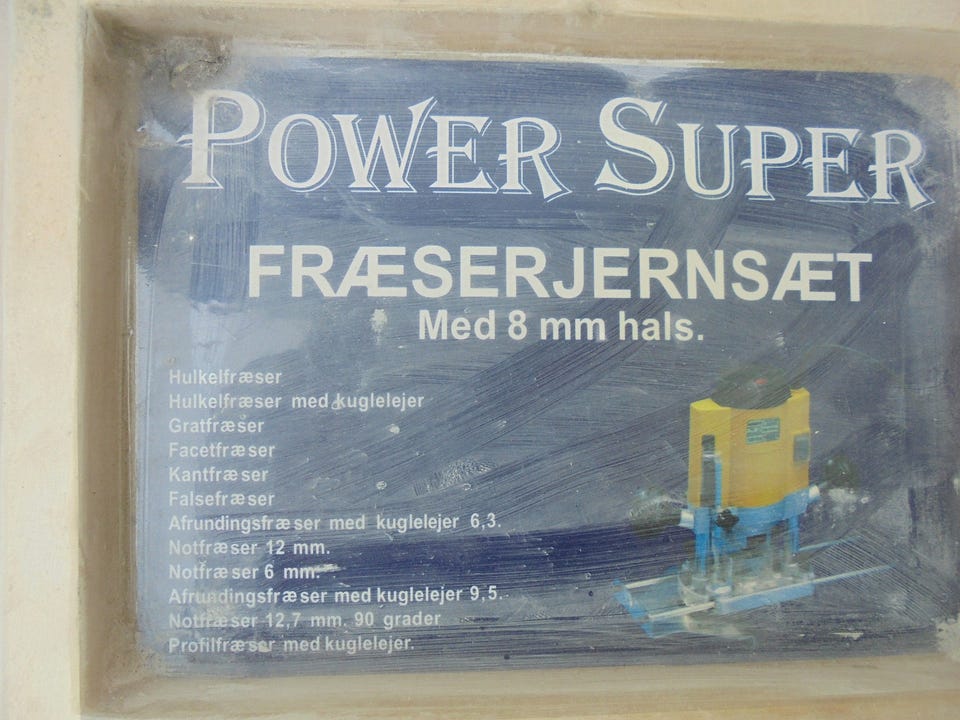 POWER SUPER
FRÆSERJERNSÆT
Med 8 mm hals.
Hulkelfræser
Hulkelfræser med kuglelejer
Gratfræser
Facetfræser
Kantfræser
Falsefræser
Afrundingsfræser med kuglelejer 6,3.
Notfræser 12 mm.
Notfræser 6 mm.
Afrundingsfræser med kuglelejer 9,5.
Notfræser 12,7 mm. 90 grader
Profilfræser med kuglelejer.